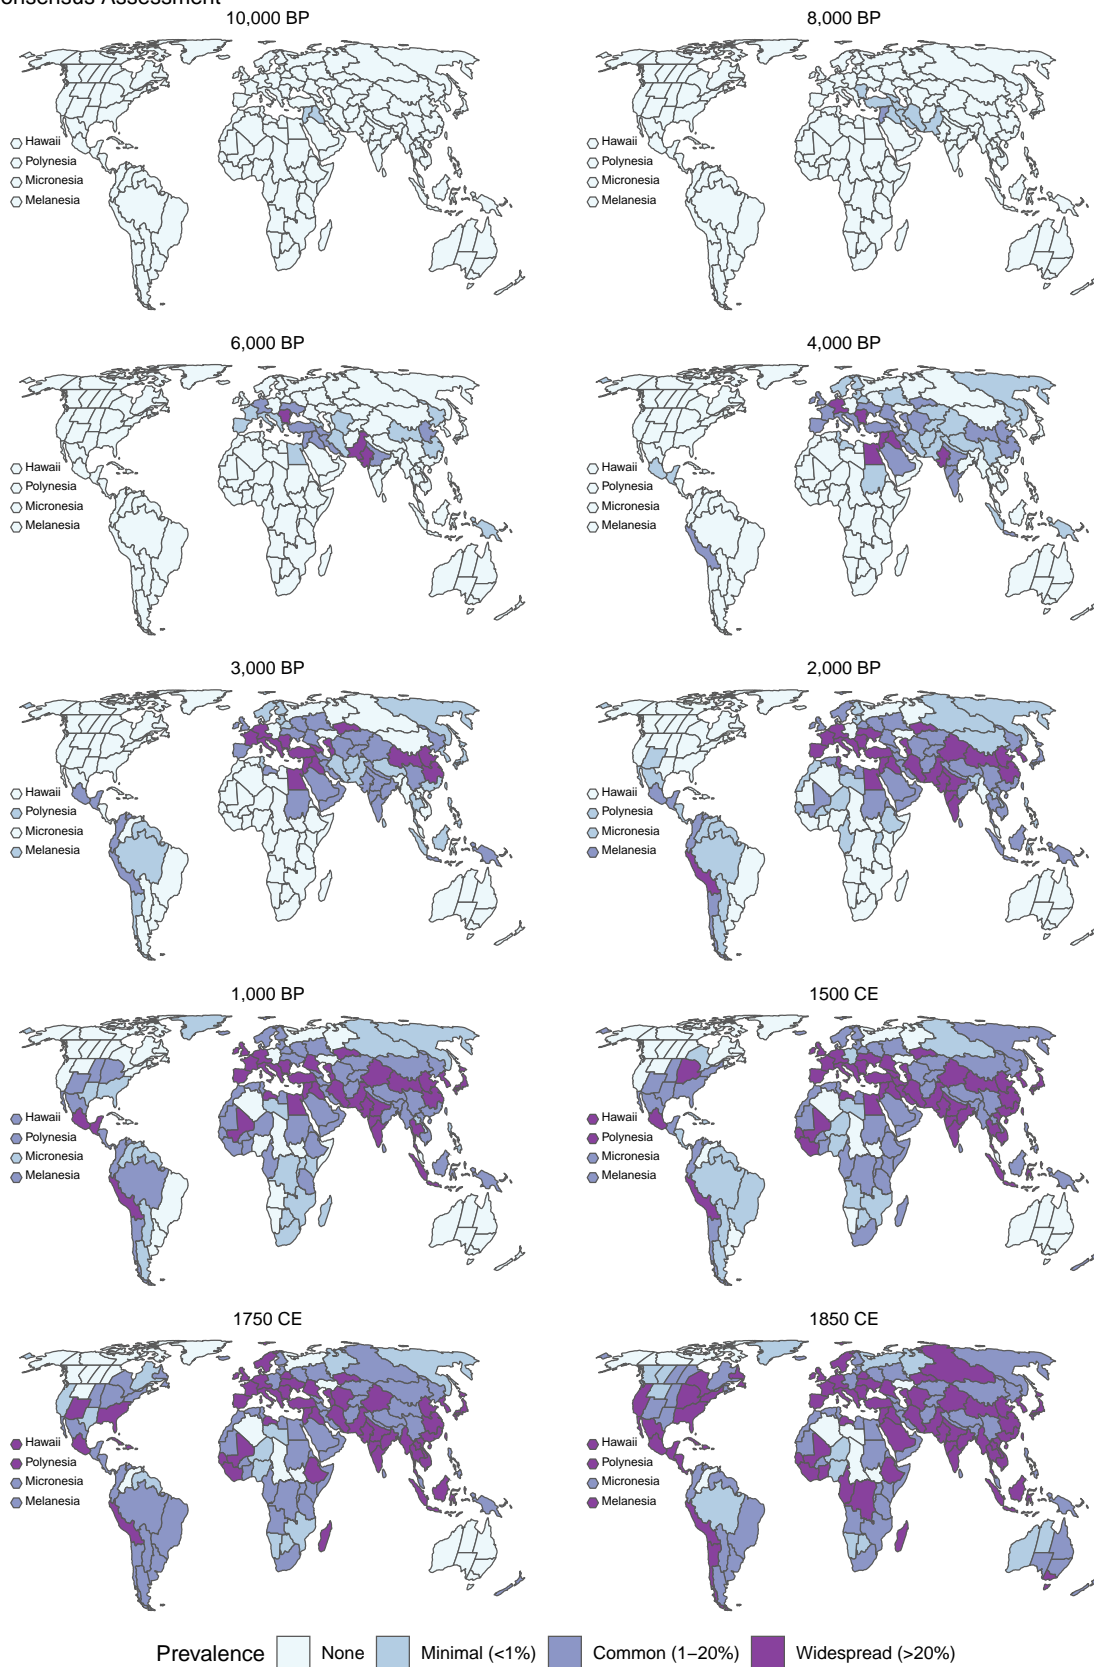 onsensus Assessment
10,000 BP
8,000 BP
Hawaii
Polynesia
Micronesia
Melanesia
Hawaii
Polynesia
Micronesia
Melanesia
6,000 BP
4,000 BP
Hawaii
Polynesia
Micronesia
Melanesia
Hawaii
Polynesia
Micronesia
Melanesia
3,000 BP
2,000 BP
Hawaii
Polynesia
Micronesia
Melanesia
Hawaii
Polynesia
Micronesia
Melanesia
1,000 BP
1500 CE
Hawaii
Polynesia
Micronesia
Melanesia
Hawaii
Polynesia
Micronesia
Melanesia
1750 CE
1850 CE
Hawaii
Polynesia
Micronesia
Melanesia
Hawaii
Polynesia
Micronesia
Melanesia
Prevalence None Minimal (<1%) Common (1–20%) Widespread (>20%)